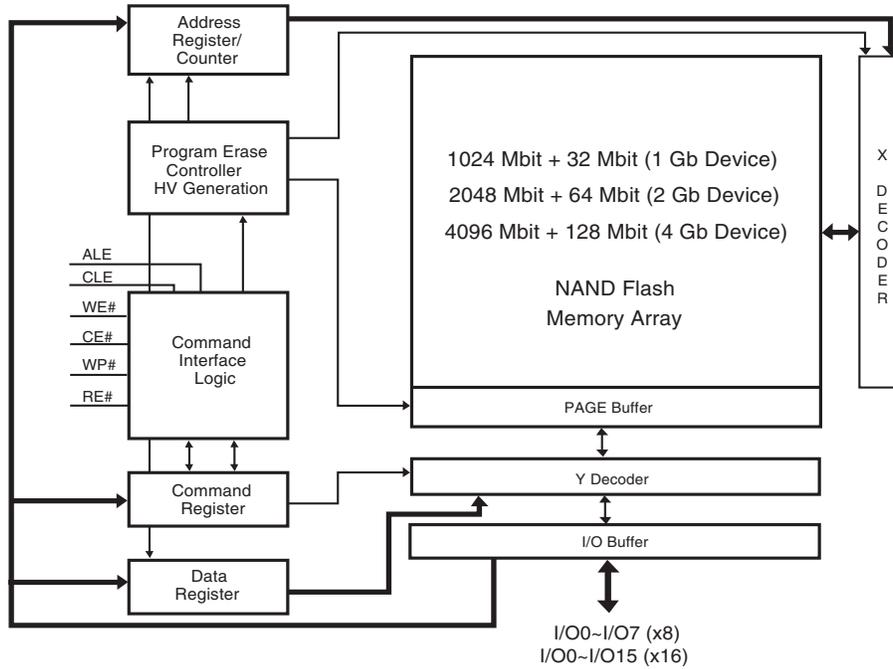 Address
Register/
Counter
Program Erase
Controller
HV Generation
1024 Mbit + 32 Mbit (1 Gb Device)
2048 Mbit + 64 Mbit (2 Gb Device)
4096 Mbit + 128 Mbit (4 Gb Device)
NAND Flash
Memory Array
X
DECODER
ALE
CLE
WE#
CE#
WP#
RE#
Command
Interface
Logic
PAGE Buffer
Command
Register
Y Decoder
I/O Buffer
Data
Register
I/O0~I/O7 (x8)
I/O0~I/O15 (x16)